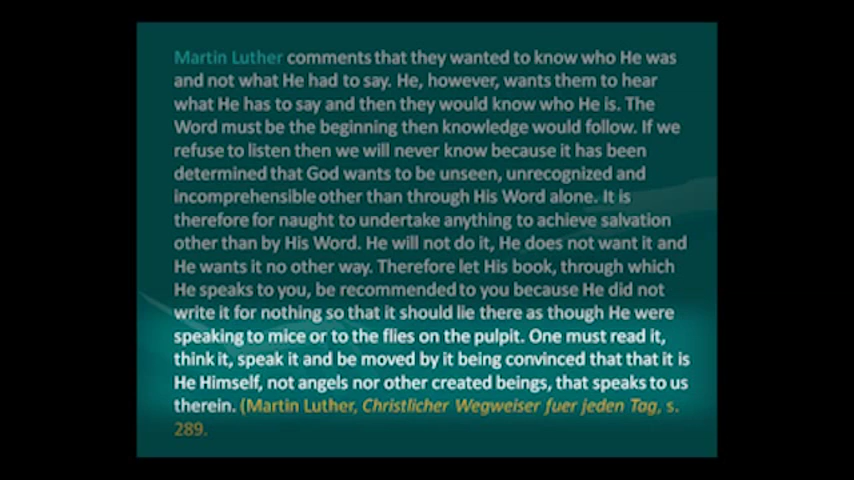 Martin Luther comments that they wanted to know who He was
and not what He had to say. He, however, wants them to hear
what He has to say and then they would know who He is. The
Word must be the beginning then knowledge would follow. If we
refuse to listen then we will never know because it has been
determined that God wants to be unseen, unrecognized and
incomprehensible other than through His Word alone. It is
therefore for naught to undertake anything to achieve salvation
other than by His Word. He will not do it, He does not want it and
He wants it no other way. Therefore let His book, through which
He speaks to you, be recommended to you because He did not
write it for nothing so that it should lie there as though He were
speaking to mice or to the flies on the pulpit. One must read it,
think it, speak it and be moved by it being convinced that that it is
He Himself, not angels nor other created beings, that speaks to us
therein. (Martin Luther, Christlicher Wegweiser fuer jeden Tag, s.
289.